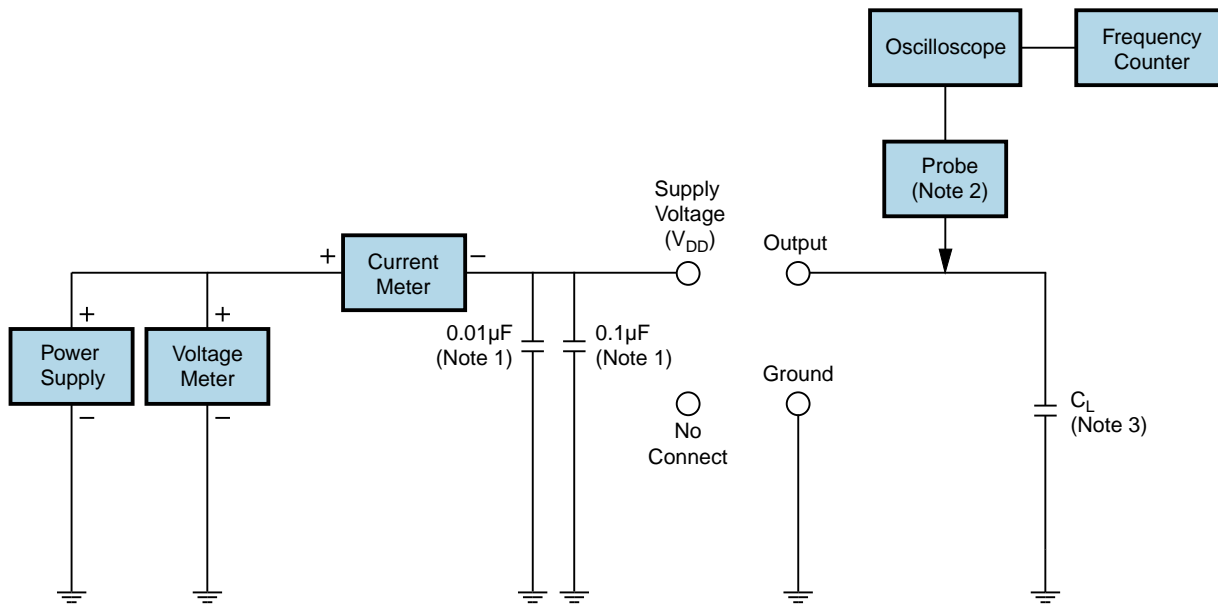 Oscilloscope
Frequency
Counter
Probe
(Note 2)
Supply
Voltage
(VDD)
Output
+
Current
Meter
−
+
Power
Supply
−
+
Voltage
Meter
−
0.01µF
(Note 1)
0.1µF
(Note 1)
Ground
No
Connect
CL
(Note 3)